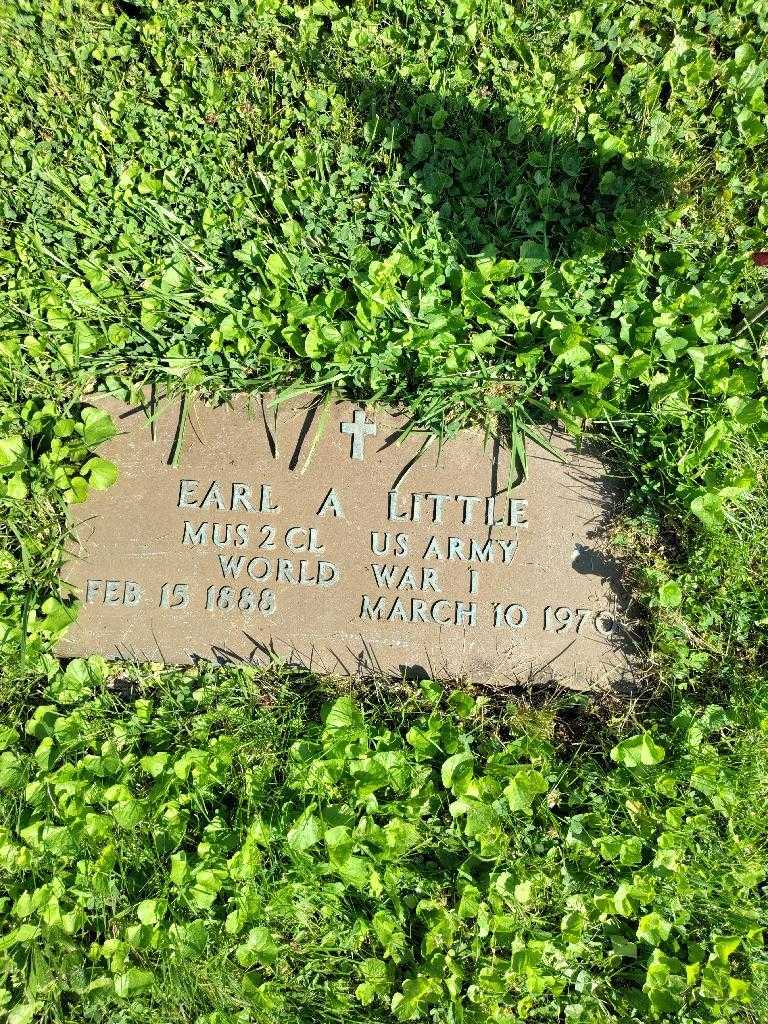 EARL A LITTLE
MUS 2 CL US ARMY
WORLD WAR I
FEB 15 1888 MARCH 10 1970